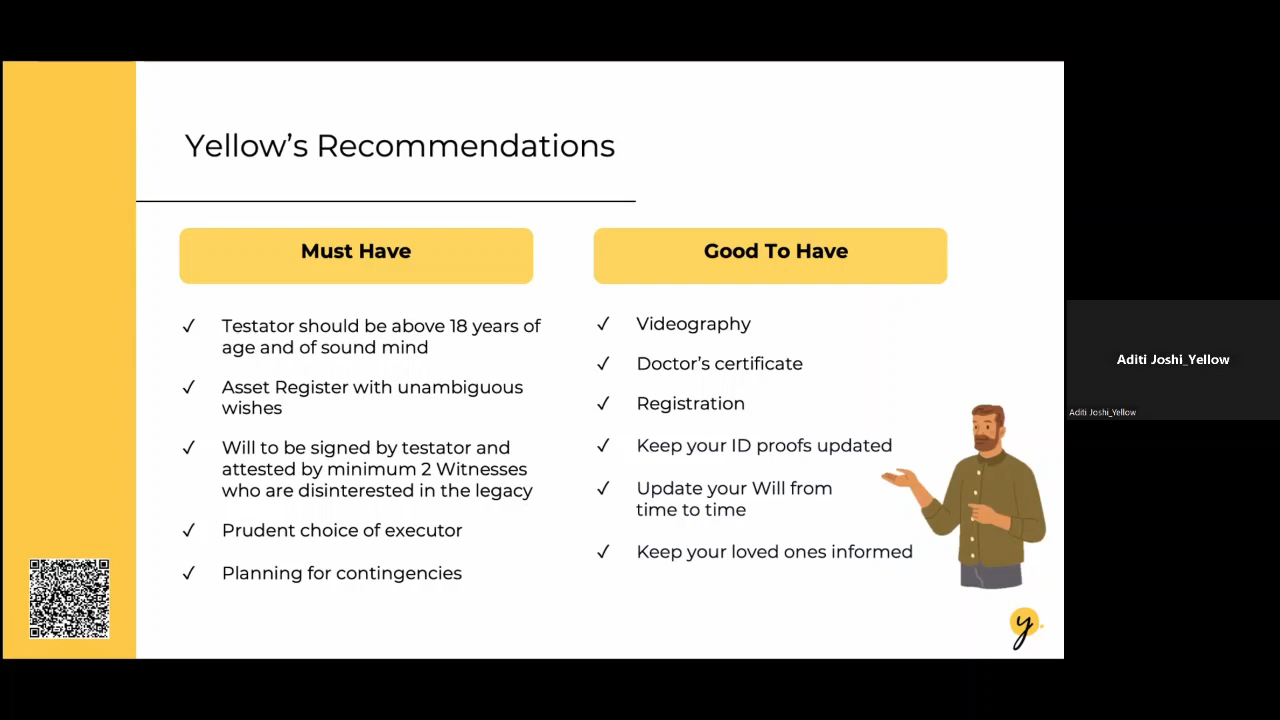 Yellow's Recommendations
Must Have
Testator should be above 18 years of
age and of sound mind
Asset Register with unambiguous
wishes
Will to be signed by testator and
attested by minimum 2 Witnesses
who are disinterested in the legacy
Prudent choice of executor
Planning for contingencies
Good To Have
Videography
Doctor's certificate
Registration
Keep your ID proofs updated
Update your Will from
time to time
Keep your loved ones informed
y.
Aditi Joshi_Yellow
Aditi Joshi_Yellow